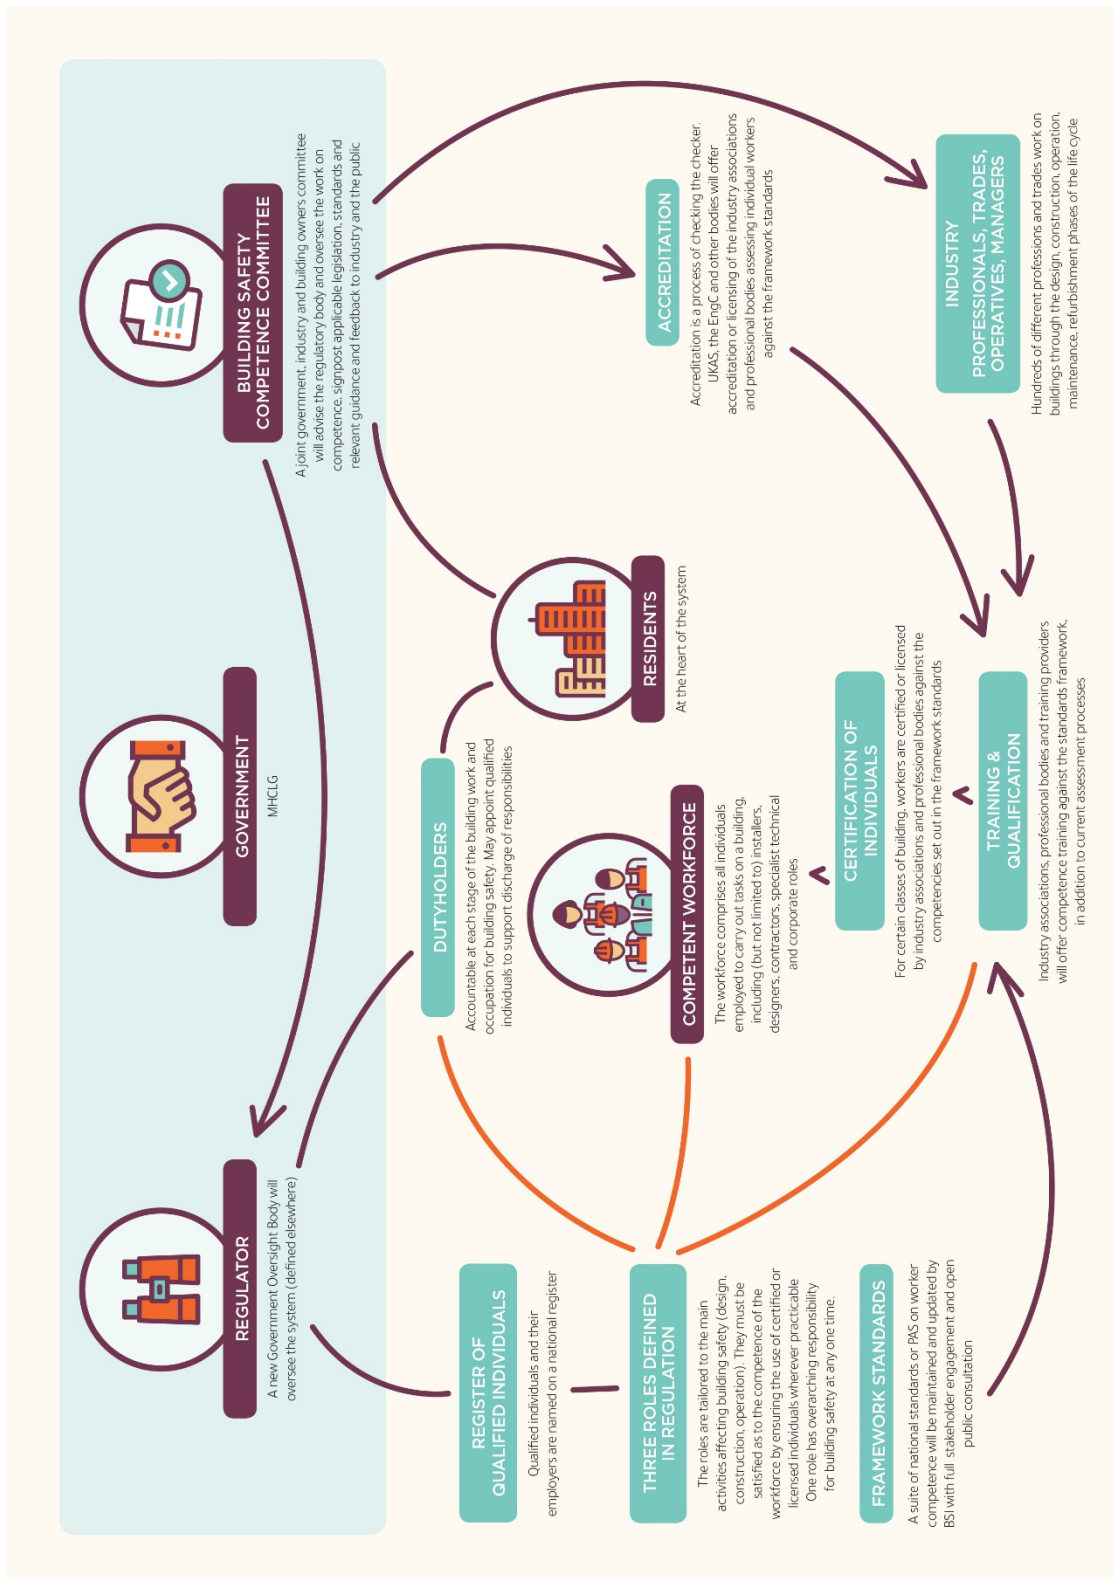 REGULATOR
A new Government Oversight Body will
oversee the system (defined elsewhere)
GOVERNMENT
MHCLG
BUILDING SAFETY
COMPETENCE COMMITTEE
A joint government, industry and building owners committee
will advise the regulatory body and oversee the work on
competence, signpost applicable legislation, standards and
relevant guidance and feedback to industry and the public
REGISTER OF
QUALIFIED INDIVIDUALS
Qualified individuals and their
employers are named on a national register
DUTYHOLDERS
Accountable at each stage of the building work and
occupation for building safety. May appoint qualified
individuals to support discharge of responsibilities
RESIDENTS
At the heart of the system
ACCREDITATION
Accreditation is a process of checking the checker.
UKAS, the EngC and other bodies will offer
accreditation or licensing of the industry associations
and professional bodies assessing individual workers
against the framework standards
THREE ROLES DEFINED
IN REGULATION
The roles are tailored to the main
activities affecting building safety (design,
construction, operation). They must be
satisfied as to the competence of the
workforce by ensuring the use of certified or
licensed individuals wherever practicable
One role has overarching responsibility
for building safety at any one time.
COMPETENT WORKFORCE
The workforce comprises all individuals
employed to carry out tasks on a building,
including (but not limited to) installers,
designers, contractors, specialist technical
and corporate roles
CERTIFICATION OF
INDIVIDUALS
For certain classes of building, workers are certified or licensed
by industry associations and professional bodies against the
competencies set out in the framework standards
INDUSTRY
PROFESSIONALS, TRADES,
OPERATIVES, MANAGERS
Hundreds of different professions and trades work on
buildings through the design, construction, operation,
maintenance, refurbishment phases of the life cycle
FRAMEWORK STANDARDS
A suite of national standards or PAS on worker
competence will be maintained and updated by
BSI with full stakeholder engagement and open
public consultation
TRAINING &
QUALIFICATION
Industry associations, professional bodies and training providers
will offer competence training against the standards framework,
in addition to current assessment processes